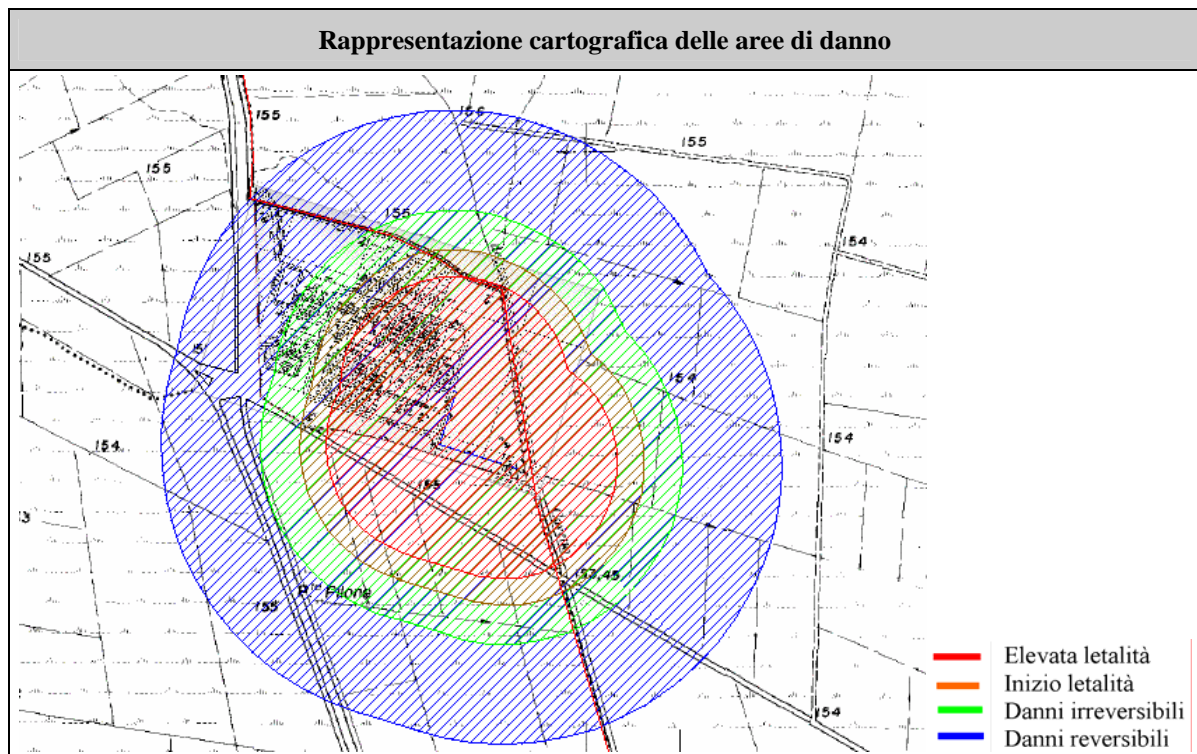 Rappresentazione cartografica delle aree di danno
155
156
155
155
155
154
155
154
154
154
155
154
153,45
155
P.te Pilone
154
Elevata letalità
Inizio letalità
Danni irreversibili
Danni reversibili